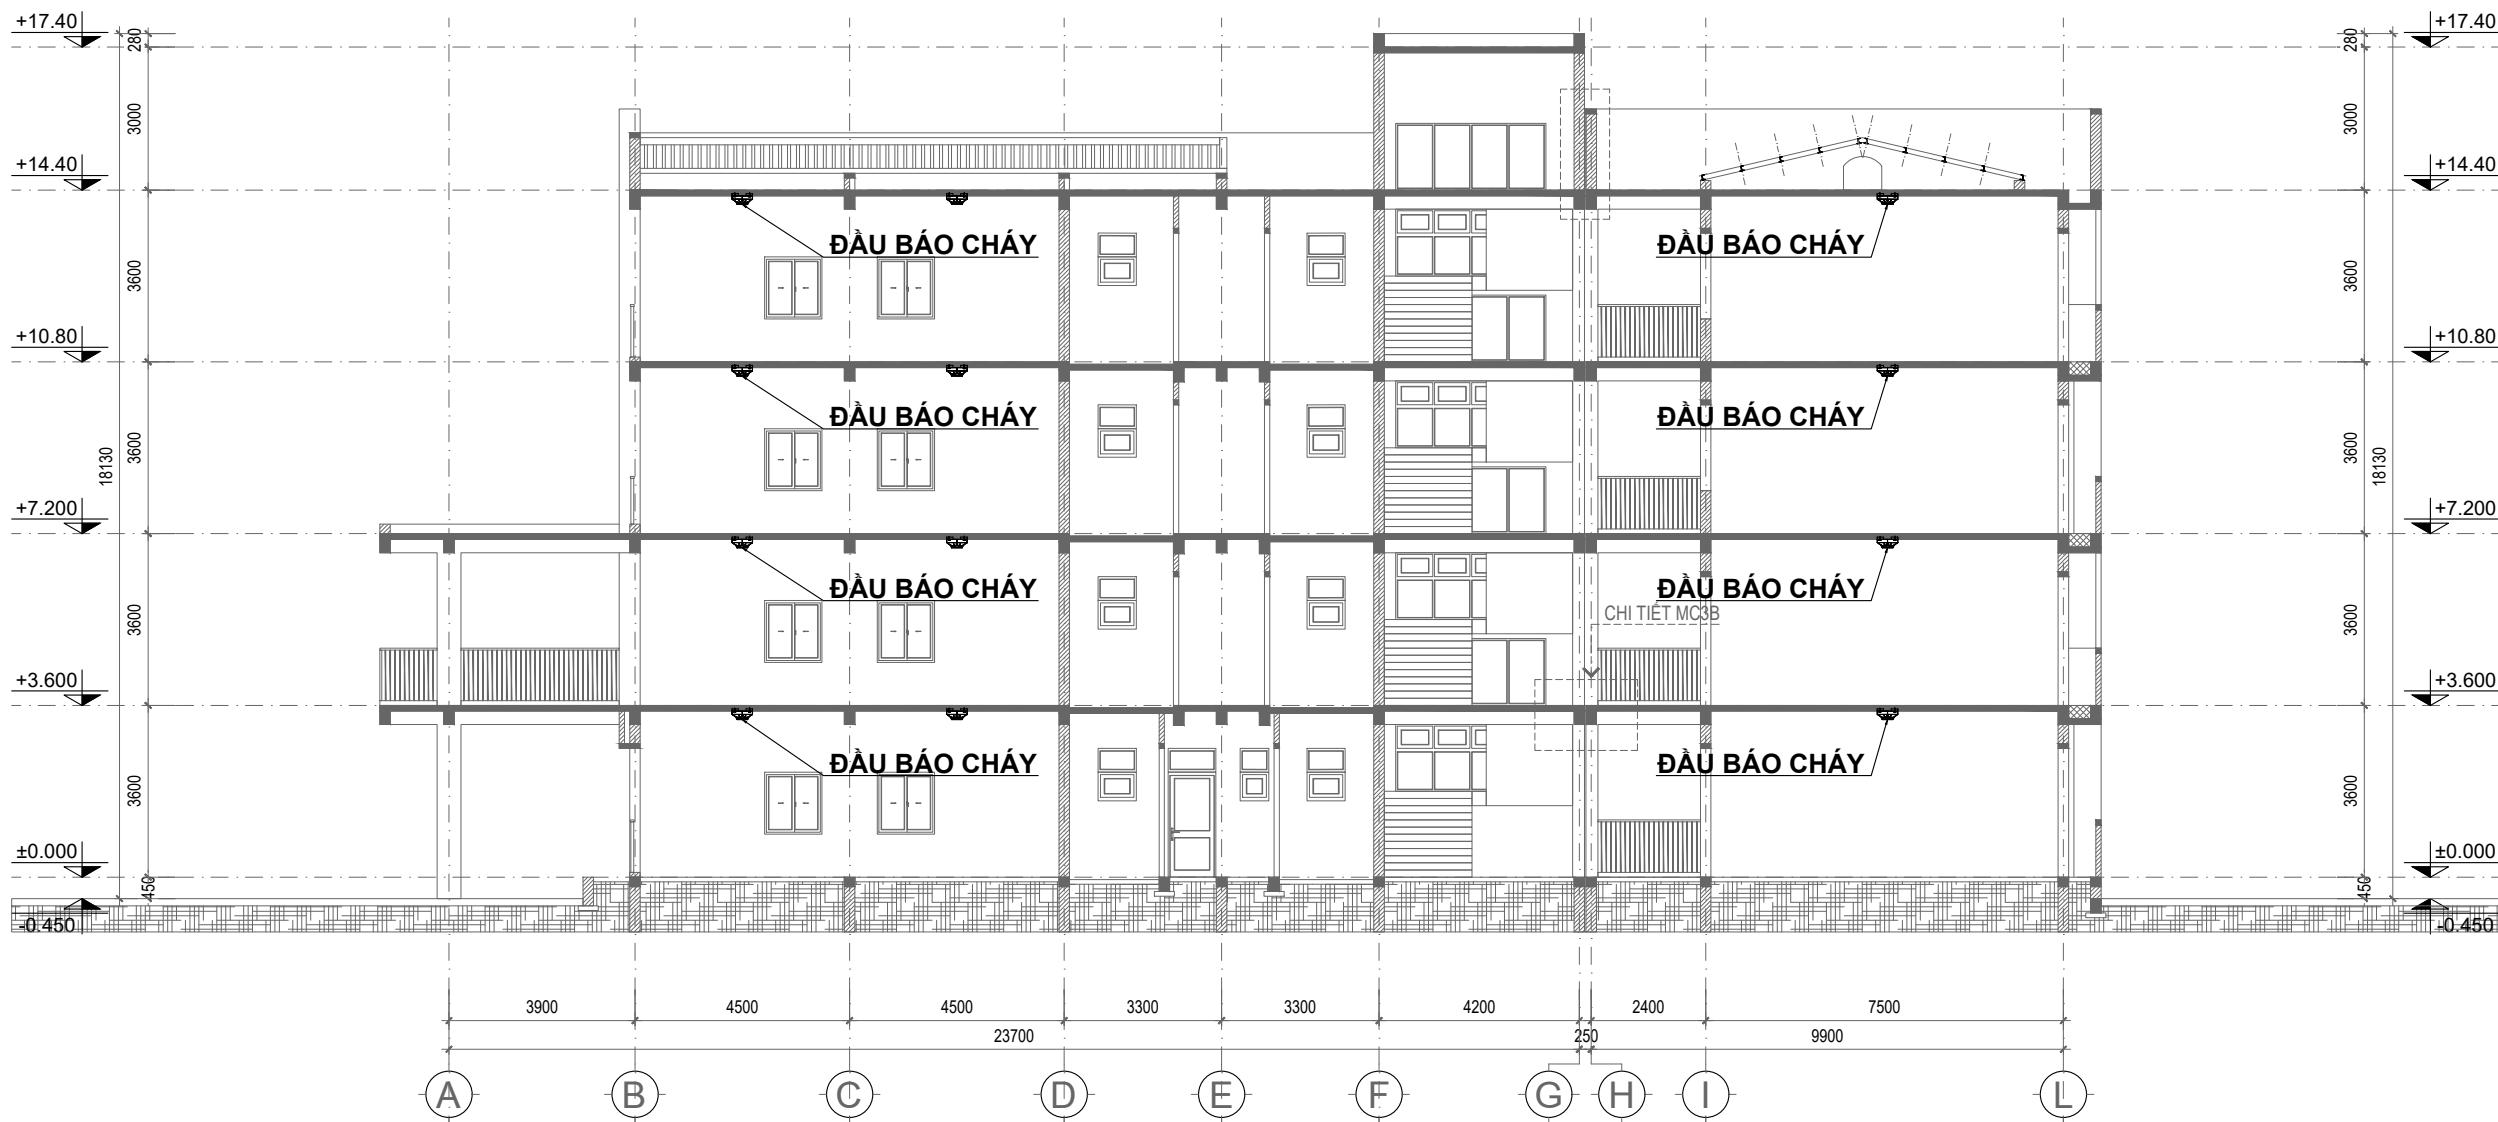 +17.40
280
280
+17.40
3000
3000
+14.40
+14.40
ĐẦU BÁO CHÁY
ĐẦU BÁO CHÁY
3600
3600
+10.80
+10.80
ĐẦU BÁO CHÁY
ĐẦU BÁO CHÁY
3600
3600
18130
18130
+7.200
+7.200
ĐẦU BÁO CHÁY
ĐẦU BÁO CHÁY
CHI TIẾT MC3B
3600
3600
+3.600
+3.600
ĐẦU BÁO CHÁY
ĐẦU BÁO CHÁY
3600
3600
±0.000
±0.000
450
450
-0.450
-0.450
3900 4500 4500 3300 3300 4200 2400 7500
23700 250 9900
A B C D E F G H I L